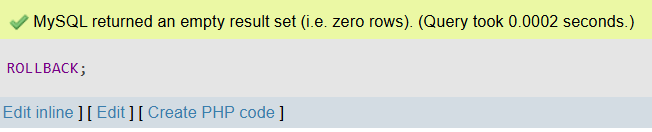 MySQL returned an empty result set (i.e. zero rows). (Query took 0.0002 seconds.)
ROLLBACK;
Edit inline ] [ Edit ] [ Create PHP code ]